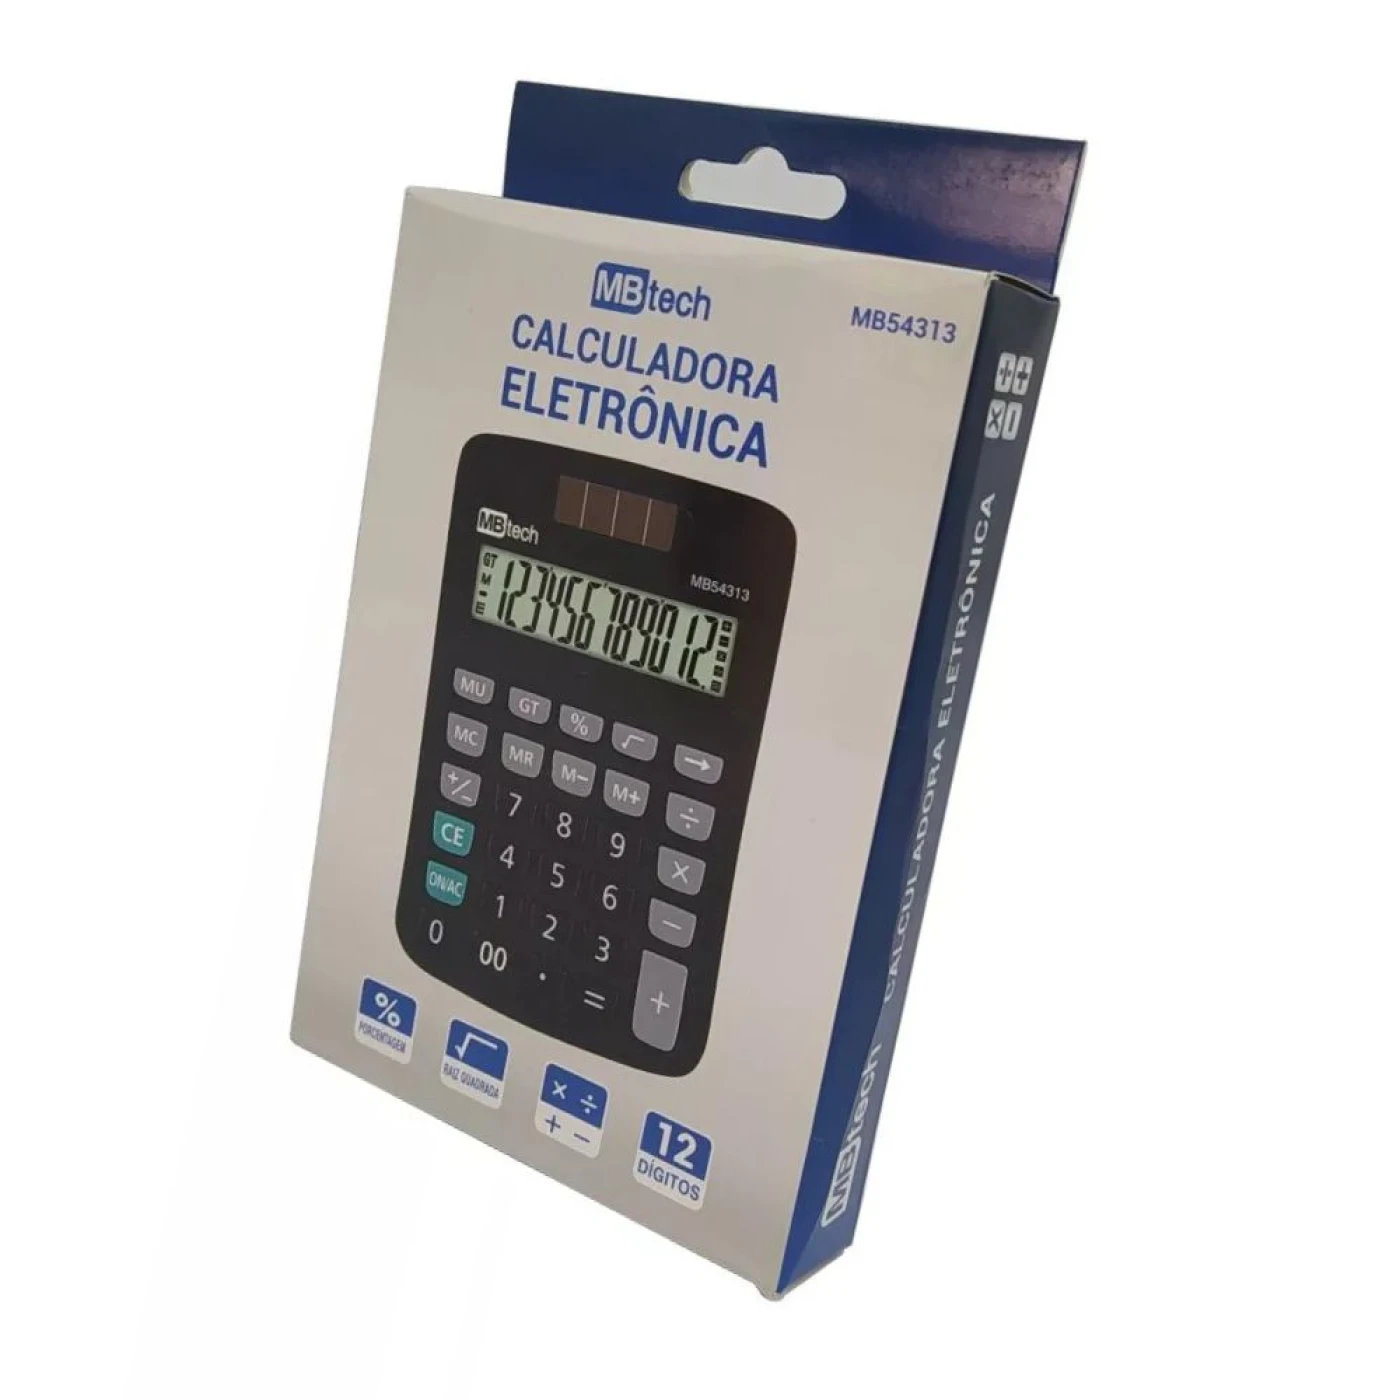 MBtech
MB54313
CALCULADORA
ELETRÔNICA
MBtech
MB54313
GT
M
-
E
123456789012.
MU GT % √ →
MC MR M− M+ ÷
+/− 7 8 9 ×
CE 4 5 6 −
ON/AC 1 2 3 +
0 00 . =
%
PORCENTAGEM
√
RAIZ QUADRADA
× ÷
+ −
12
DÍGITOS
÷ +
× −
MBtech CALCULADORA ELETRÔNICA